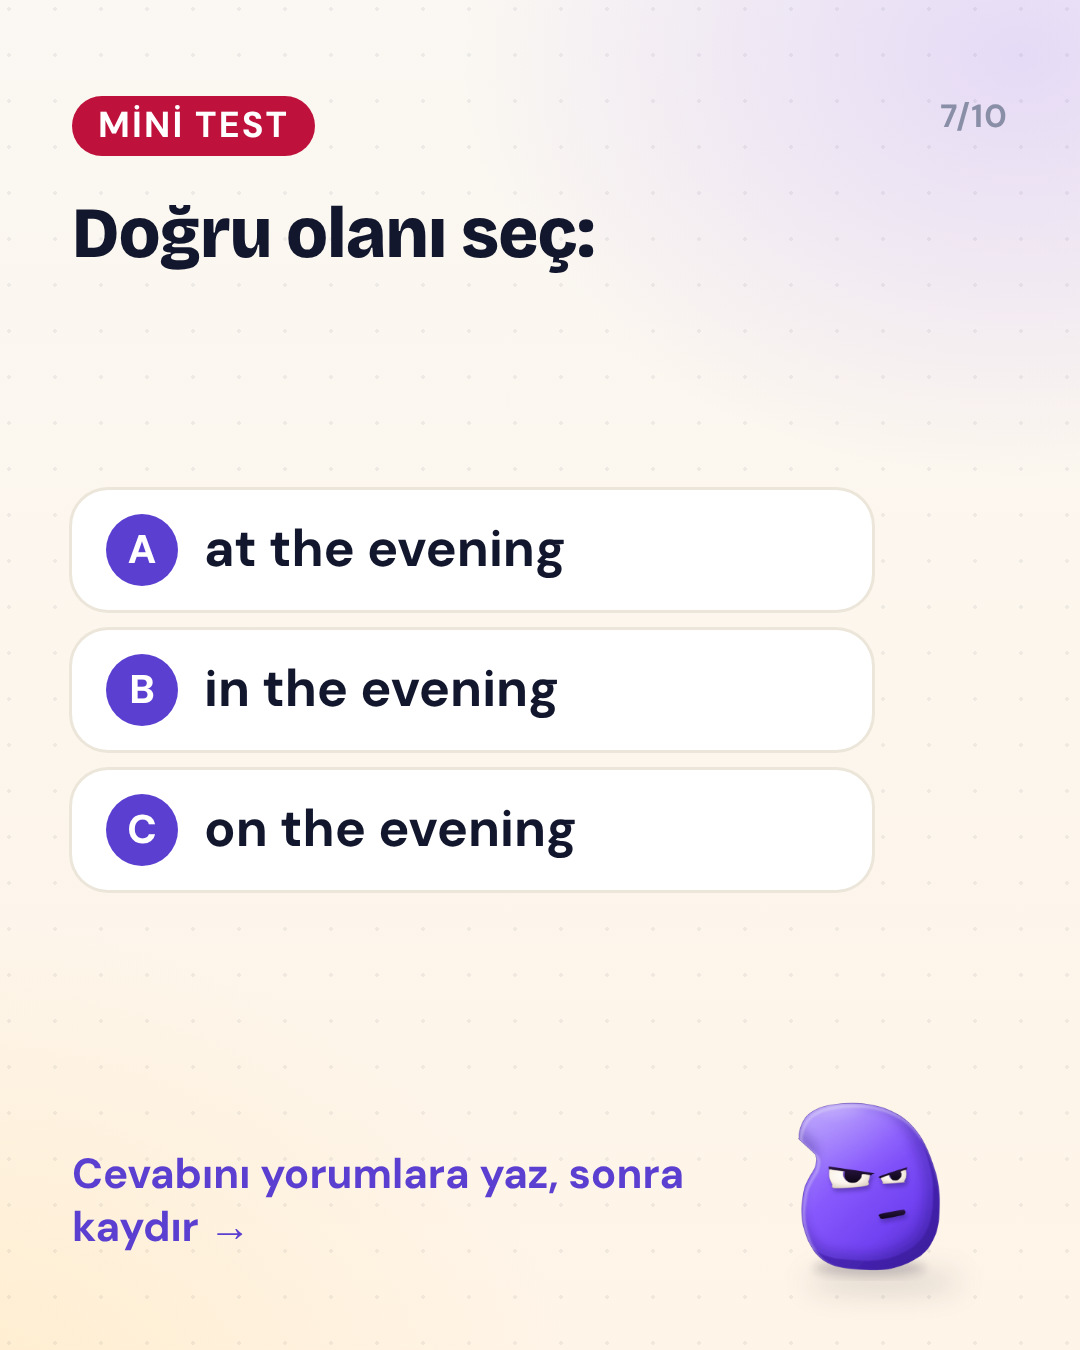 MİNİ TEST
7/10
Doğru olanı seç:
A at the evening
B in the evening
C on the evening
Cevabını yorumlara yaz, sonra
kaydır →